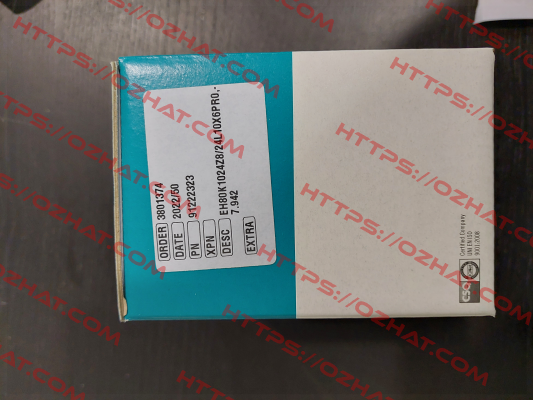 ORDER 3801374
DATE 2022/50
PN 91222323
XPN
DESC EH80K1024Z8/24L10X6PR0,-
7,942
EXTRA
Certified Company
UNI EN ISO
9001:2008
CSQ
HTTPS://OZHAT.COM